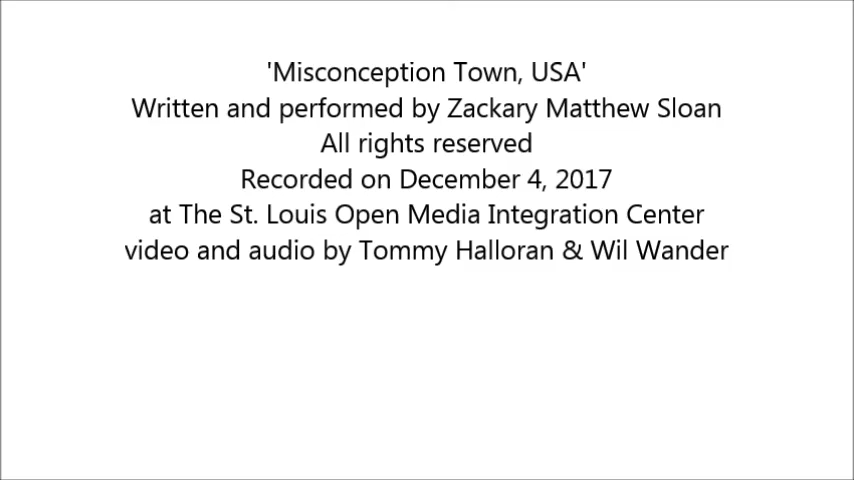 'Misconception Town, USA'
Written and performed by Zackary Matthew Sloan
All rights reserved
Recorded on December 4, 2017
at The St. Louis Open Media Integration Center
video and audio by Tommy Halloran & Wil Wander